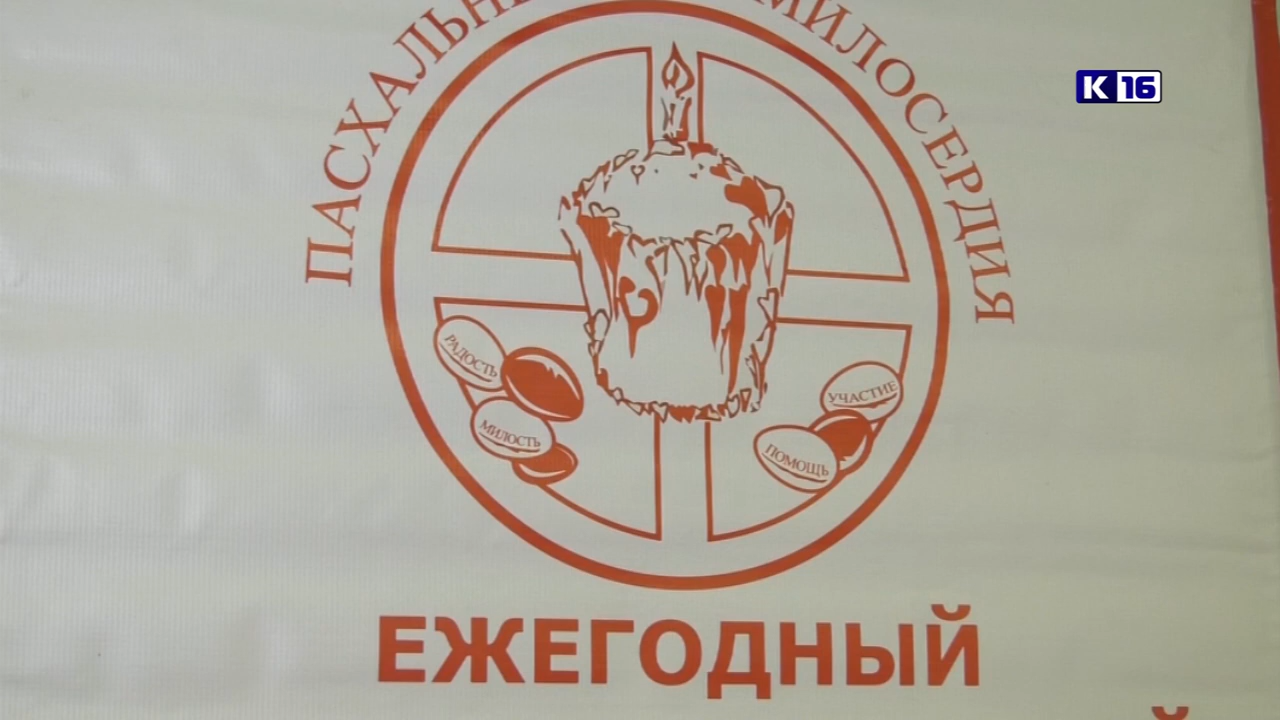 ПАСХАЛЬН МИЛОСЕРДИЯ
К 16
РАДОСТЬ
УЧАСТИЕ
МИЛОСТЬ
ПОМОЩЬ
ЕЖЕГОДНЫЙ